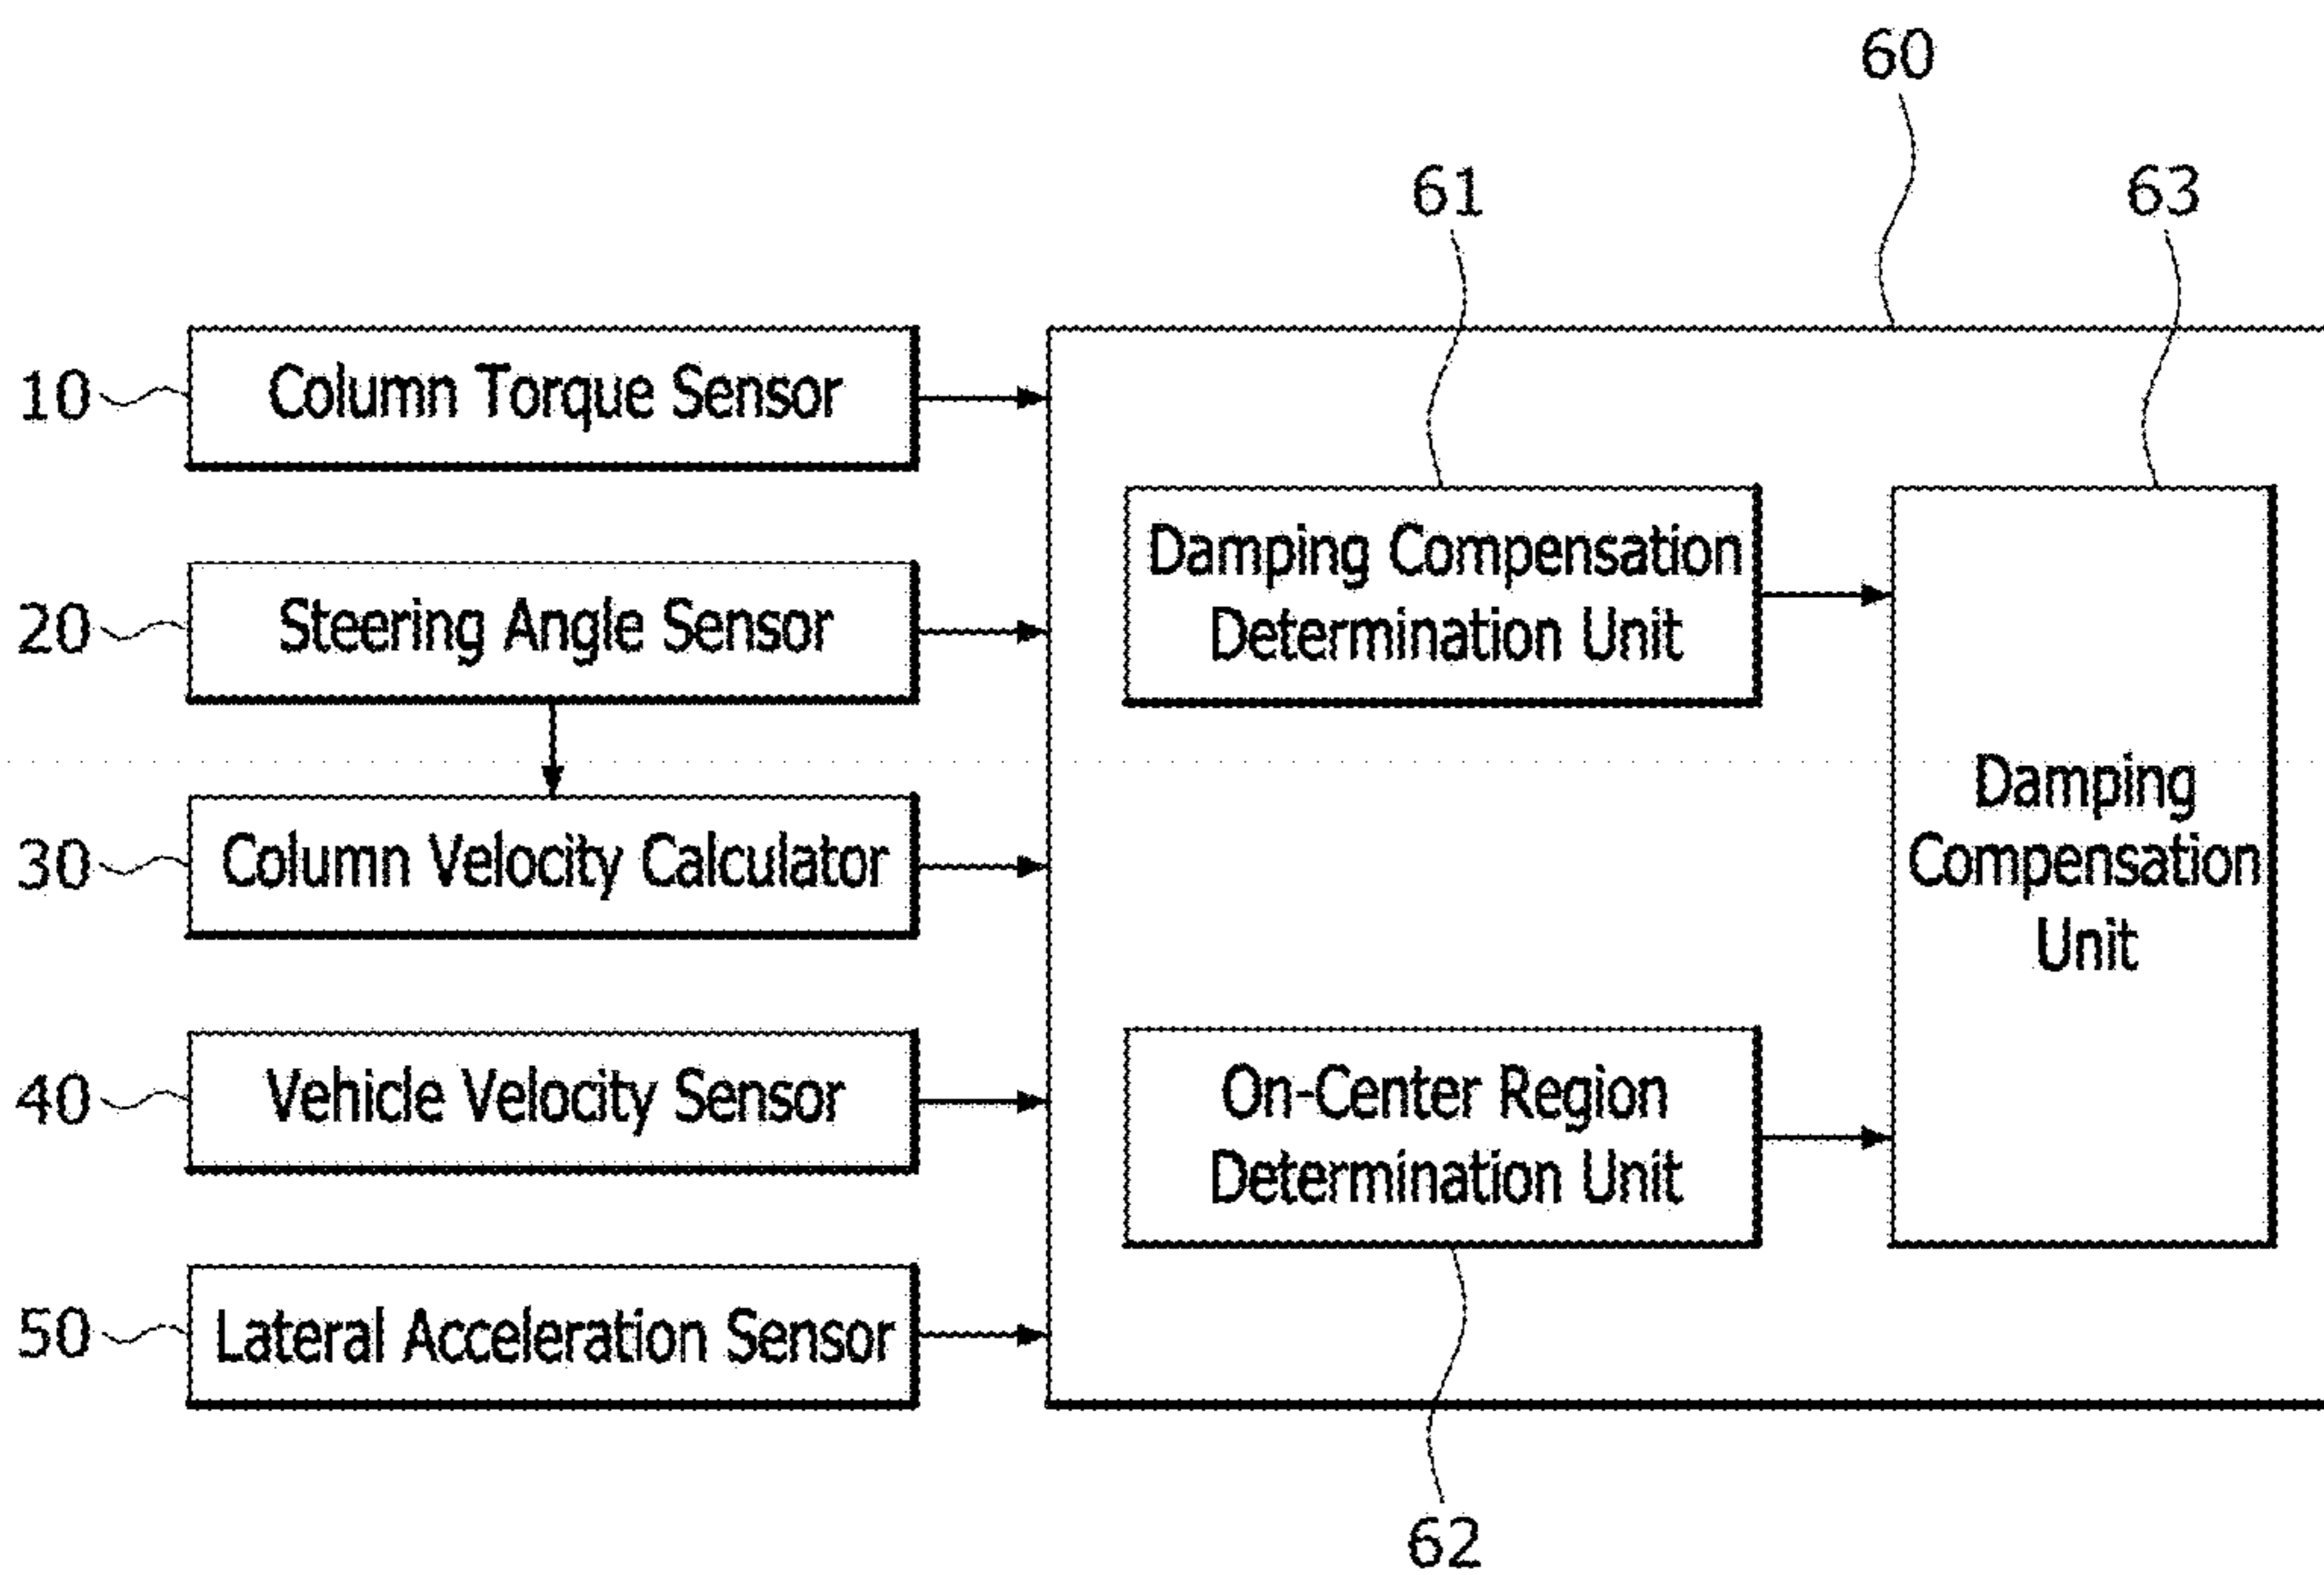 60
61
63
10
Column Torque Sensor
Damping Compensation
Determination Unit
20
Steering Angle Sensor
Damping
Compensation
Unit
30
Column Velocity Calculator
40
Vehicle Velocity Sensor
On-Center Region
Determination Unit
50
Lateral Acceleration Sensor
62